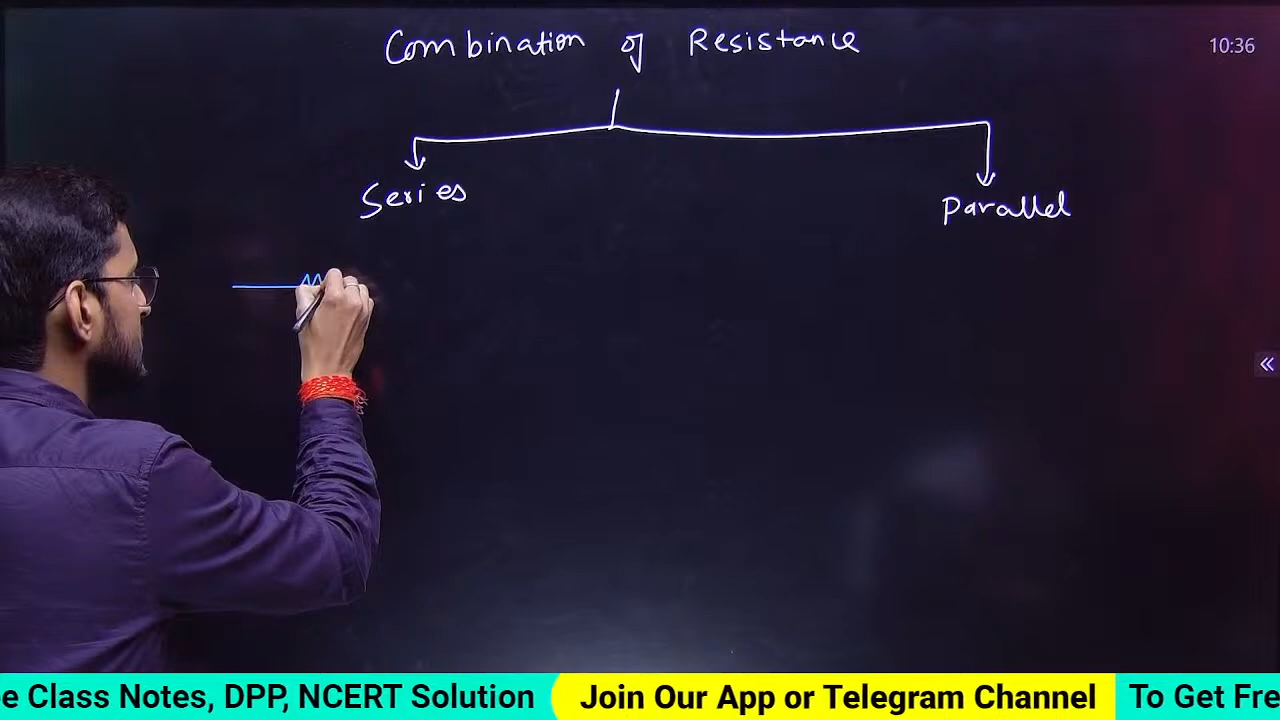 Combination of Resistance
10:36
Series
Parallel
e Class Notes, DPP, NCERT Solution
Join Our App or Telegram Channel
To Get Fre